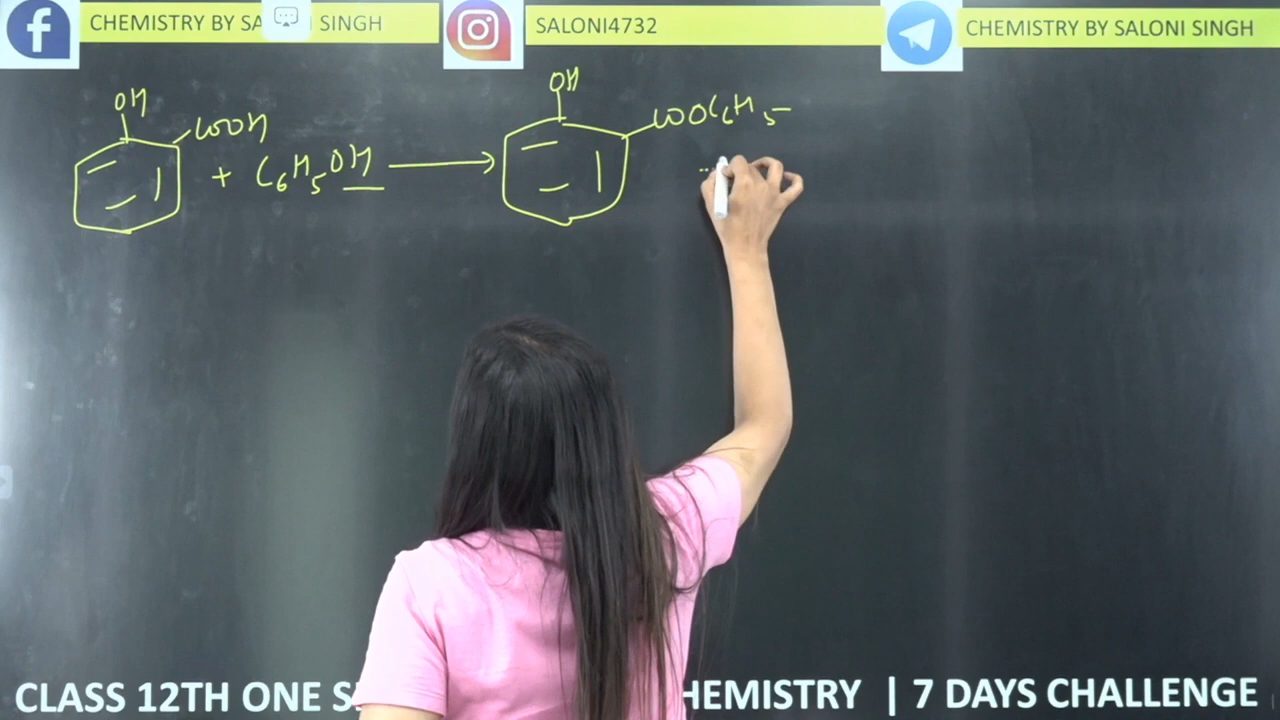 CHEMISTRY BY SA SINGH
SALONI4732
CHEMISTRY BY SALONI SINGH
OH
COOH
+ C6H5OH
OH
COOC6H5
CLASS 12TH ONE S HEMISTRY | 7 DAYS CHALLENGE